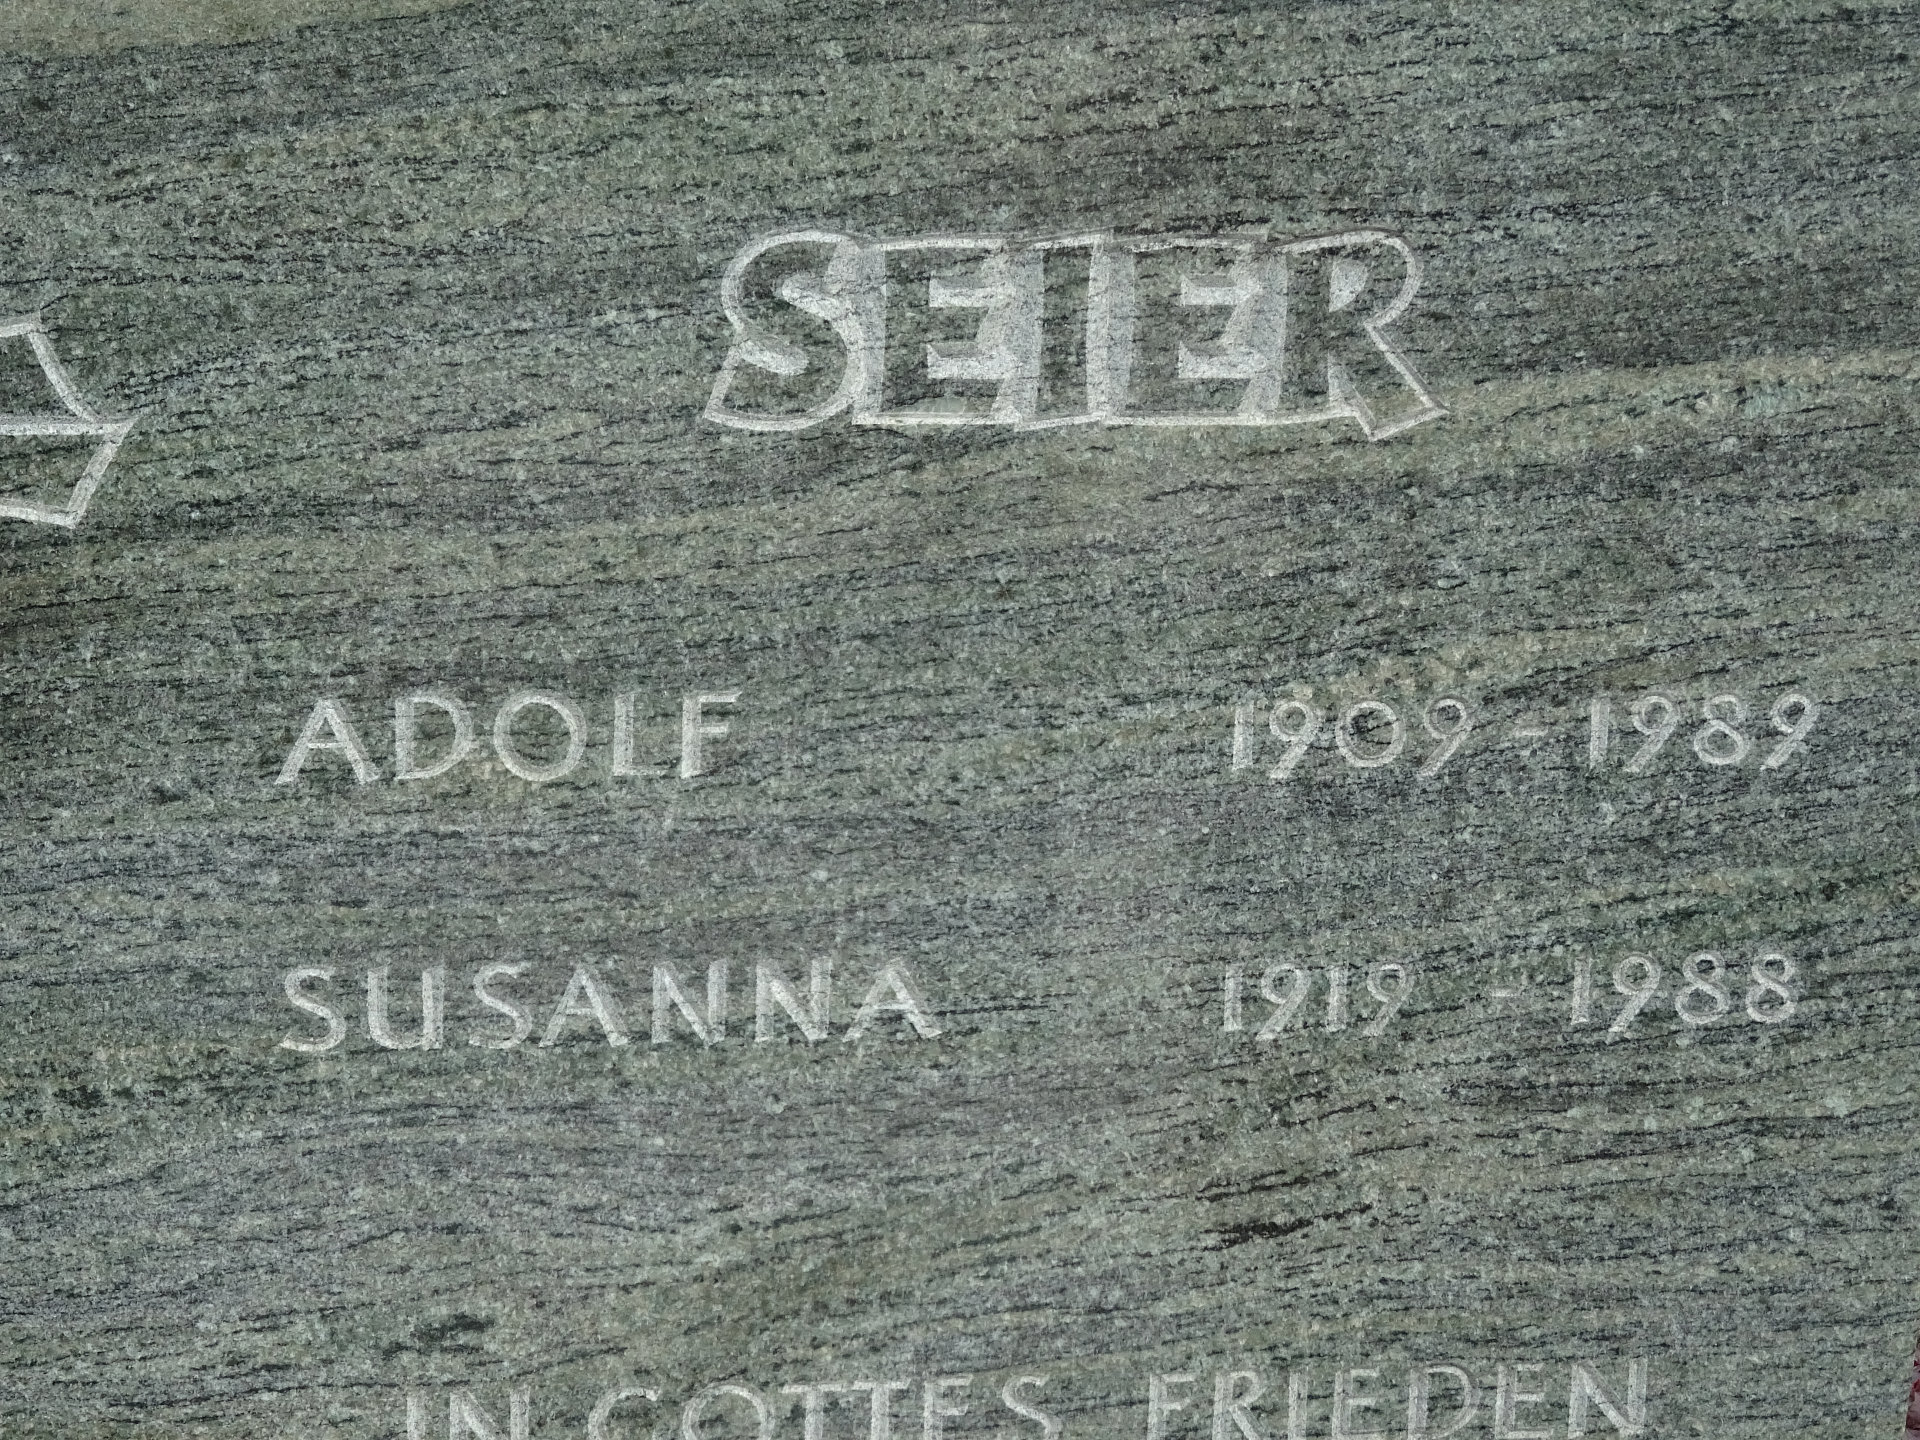 SEIER
ADOLF 1909 - 1989
SUSANNA 1919 - 1988
IN GOTTES FRIEDEN